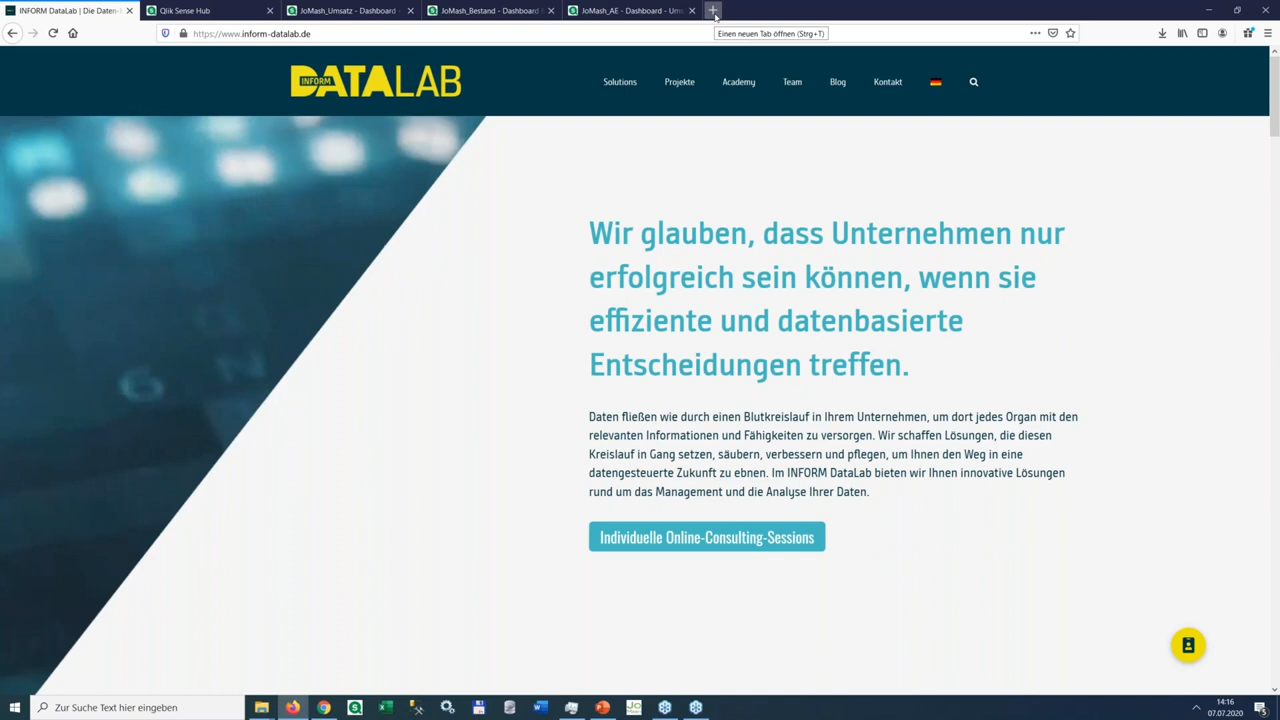 INFORM DataLab | Die Daten-
Qlik Sense Hub
JoMash_Umsatz - Dashboard -
JoMash_Bestand - Dashboard
JoMash_AE - Dashboard - Ums
https://www.inform-datalab.de
Einen neuen Tab öffnen (Strg+T)
INFORM DATALAB
Solutions
Projekte
Academy
Team
Blog
Kontakt
Wir glauben, dass Unternehmen nur
erfolgreich sein können, wenn sie
effiziente und datenbasierte
Entscheidungen treffen.
Daten fließen wie durch einen Blutkreislauf in Ihrem Unternehmen, um dort jedes Organ mit den
relevanten Informationen und Fähigkeiten zu versorgen. Wir schaffen Lösungen, die diesen
Kreislauf in Gang setzen, säubern, verbessern und pflegen, um Ihnen den Weg in eine
datengesteuerte Zukunft zu ebnen. Im INFORM DataLab bieten wir Ihnen innovative Lösungen
rund um das Management und die Analyse Ihrer Daten.
Individuelle Online-Consulting-Sessions
6 N
Zur Suche Text hier eingeben
14:16
07.07.2020